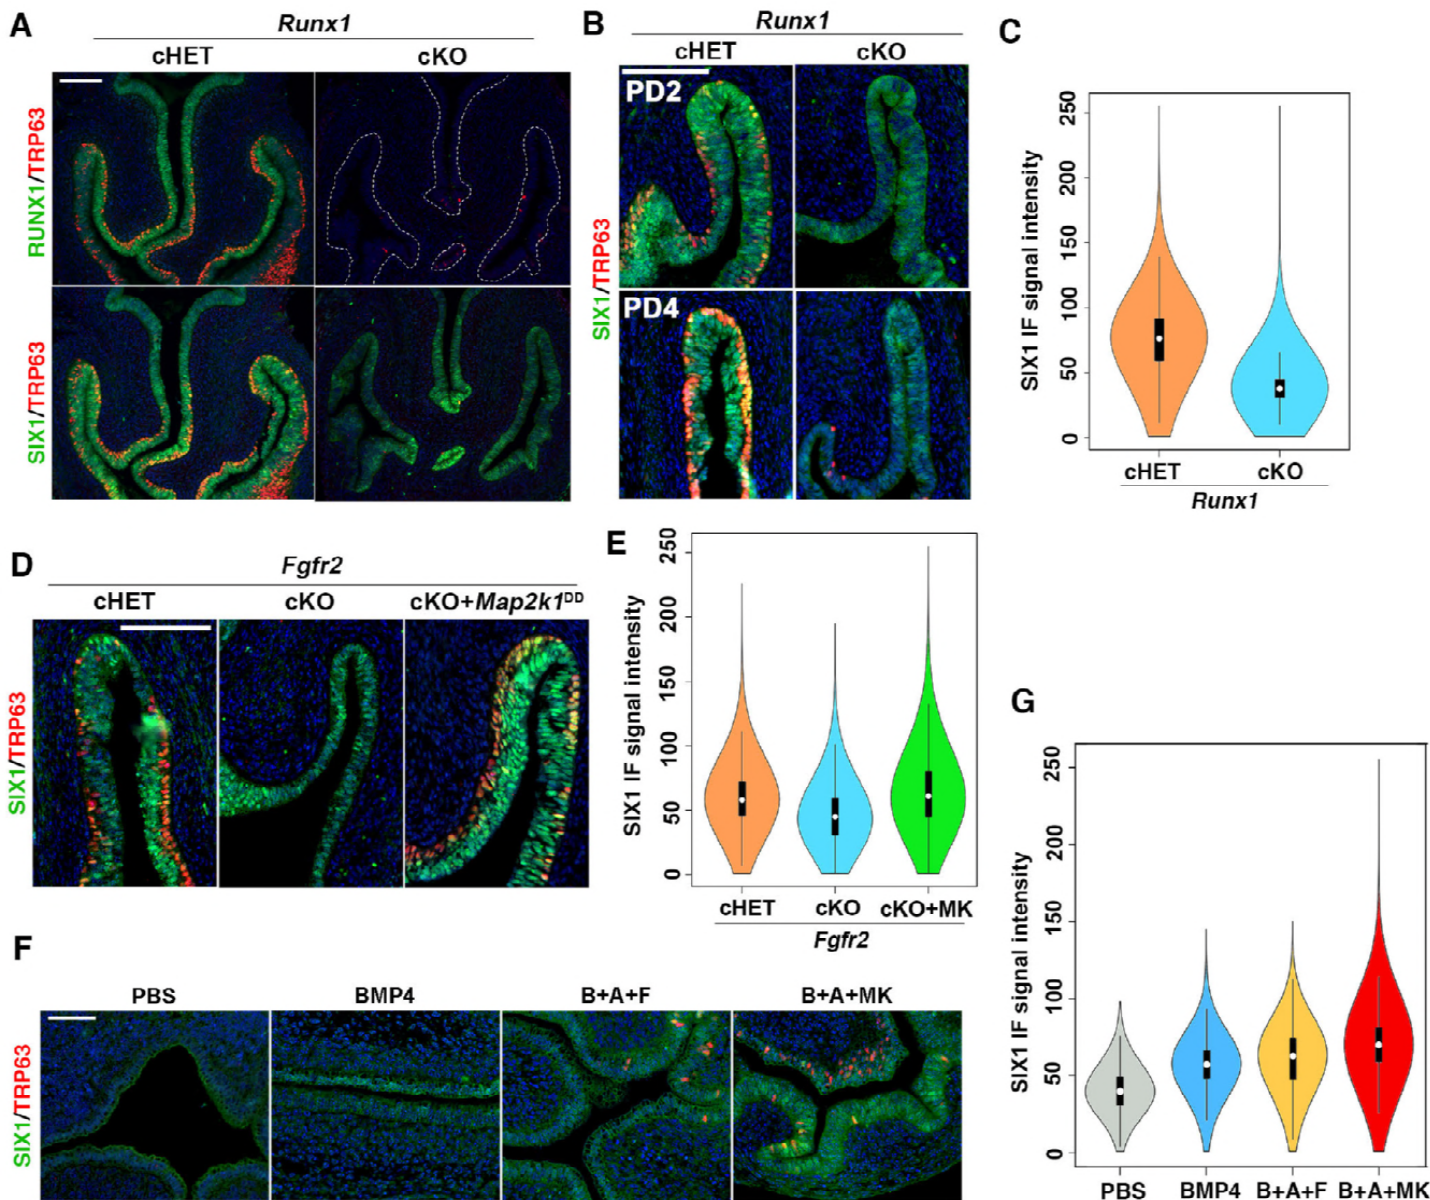 A
Runx1
cHET
cKO
RUNX1/TRP63
SIX1/TRP63
B
Runx1
cHET
cKO
SIX1/TRP63
PD2
PD4
C
SIX1 IF signal intensity
250
200
150
100
50
0
cHET
cKO
Runx1
D
Fgfr2
cHET
cKO
cKO+Map2k1ᴰᴰ
SIX1/TRP63
E
SIX1 IF signal intensity
250
200
150
100
50
0
cHET
cKO
cKO+MK
Fgfr2
F
PBS
BMP4
B+A+F
B+A+MK
SIX1/TRP63
G
SIX1 IF signal intensity
250
200
150
100
50
0
PBS
BMP4
B+A+F
B+A+MK